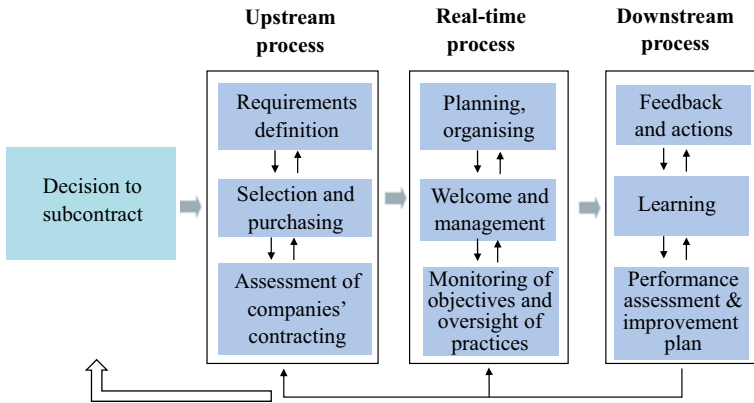 Upstream
process
Real-time
process
Downstream
process
Decision to
subcontract
Requirements
definition
Selection and
purchasing
Assessment of
companies’
contracting
Planning,
organising
Welcome and
management
Monitoring of
objectives and
oversight of
practices
Feedback
and actions
Learning
Performance
assessment &
improvement
plan